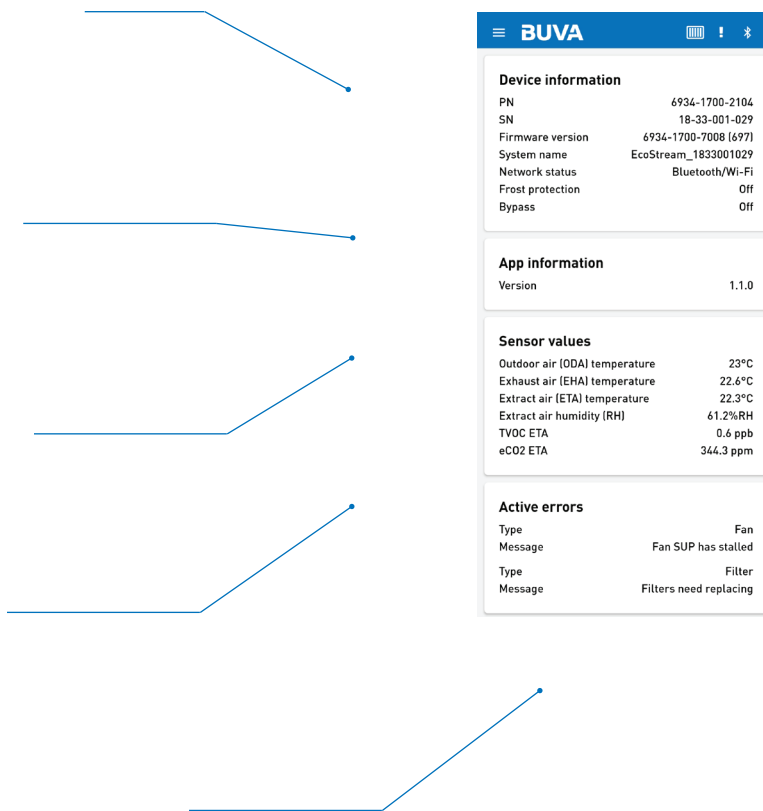 BUVA
Device information
PN 6934-1700-2104
SN 18-33-001-029
Firmware version 6934-1700-7008 (697)
System name EcoStream_1833001029
Network status Bluetooth/Wi-Fi
Frost protection Off
Bypass Off
App information
Version 1.1.0
Sensor values
Outdoor air (ODA) temperature 23°C
Exhaust air (EHA) temperature 22.6°C
Extract air (ETA) temperature 22.3°C
Extract air humidity (RH) 61.2%RH
TVOC ETA 0.6 ppb
eCO2 ETA 344.3 ppm
Active errors
Type Fan
Message Fan SUP has stalled
Type Filter
Message Filters need replacing